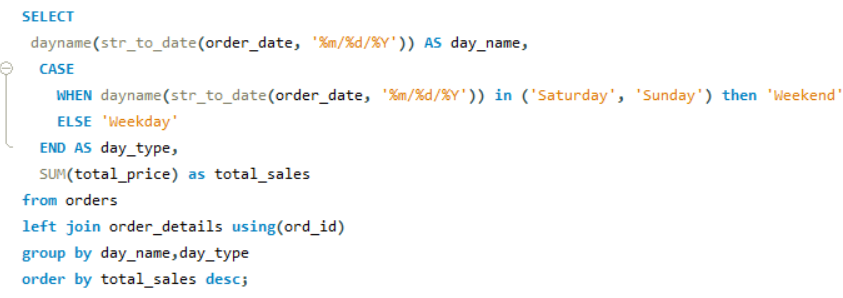 SELECT
dayname(str_to_date(order_date, '%m/%d/%Y')) AS day_name,
CASE
WHEN dayname(str_to_date(order_date, '%m/%d/%Y')) in ('Saturday', 'Sunday') then 'Weekend'
ELSE 'Weekday'
END AS day_type,
SUM(total_price) as total_sales
from orders
left join order_details using(ord_id)
group by day_name,day_type
order by total_sales desc;